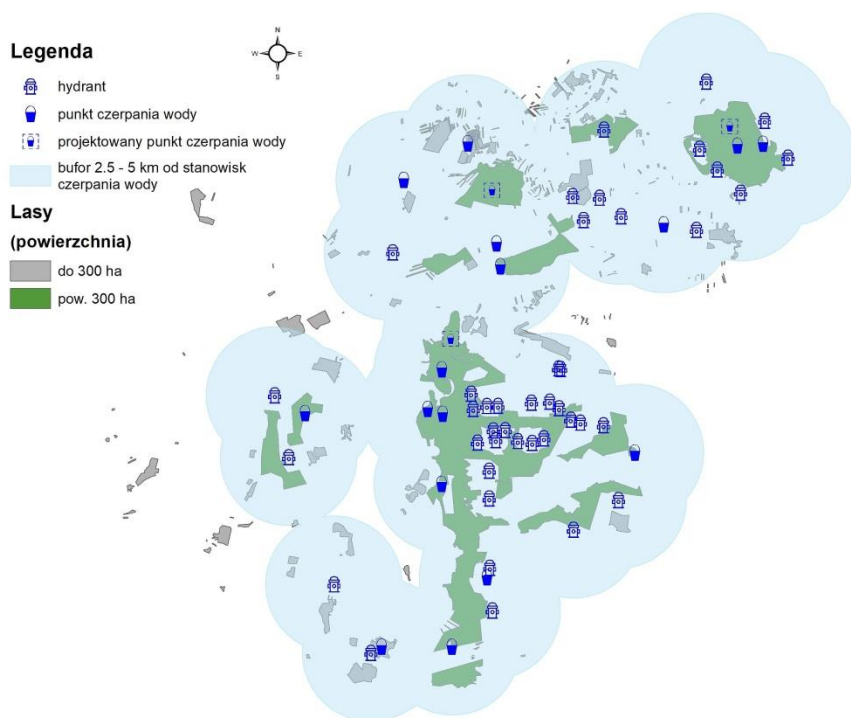 Legenda
hydrant
punkt czerpania wody
projektowany punkt czerpania wody
bufor 2.5 - 5 km od stanowisk
czerpania wody
Lasy
(powierzchnia)
do 300 ha
pow. 300 ha
N
W E
S